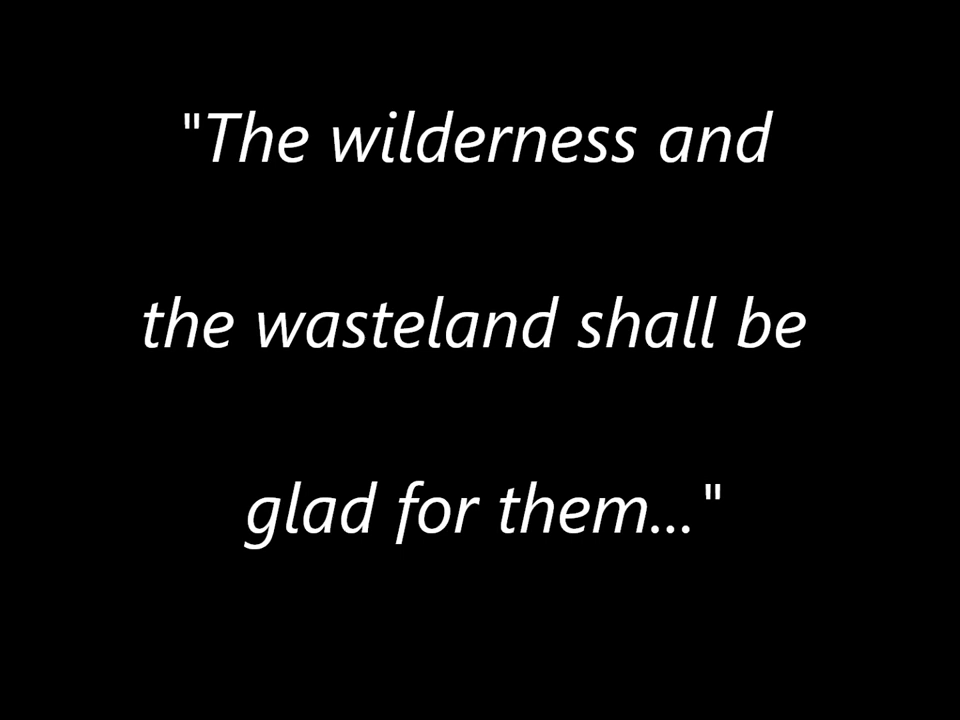 "The wilderness and
the wasteland shall be
glad for them..."